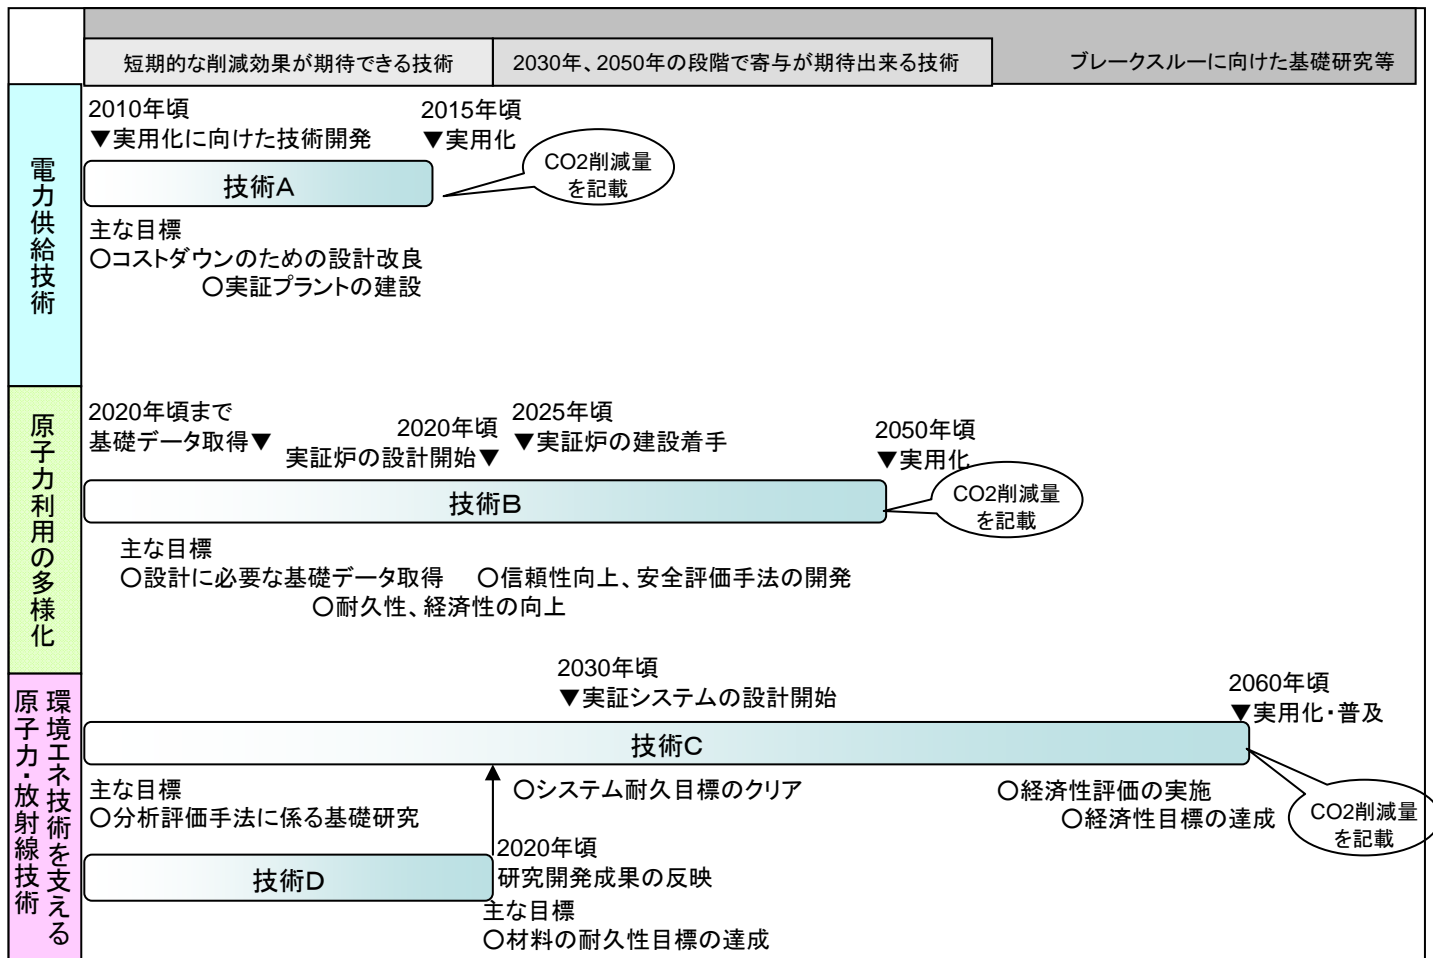 短期的な削減効果が期待できる技術
2030年、2050年の段階で寄与が期待出来る技術
ブレークスルーに向けた基礎研究等
電力供給技術
2010年頃
▼実用化に向けた技術開発
2015年頃
▼実用化
CO2削減量
を記載
技術A
主な目標
○コストダウンのための設計改良
○実証プラントの建設
原子力利用の多様化
2020年頃まで
基礎データ取得▼
2020年頃
実証炉の設計開始▼
2025年頃
▼実証炉の建設着手
2050年頃
▼実用化
CO2削減量
を記載
技術B
主な目標
○設計に必要な基礎データ取得
○信頼性向上、安全評価手法の開発
○耐久性、経済性の向上
環境エネ技術を支える
原子力・放射線技術
2030年頃
▼実証システムの設計開始
2060年頃
▼実用化・普及
技術C
主な目標
○分析評価手法に係る基礎研究
○システム耐久目標のクリア
○経済性評価の実施
○経済性目標の達成
CO2削減量
を記載
技術D
2020年頃
研究開発成果の反映
主な目標
○材料の耐久性目標の達成